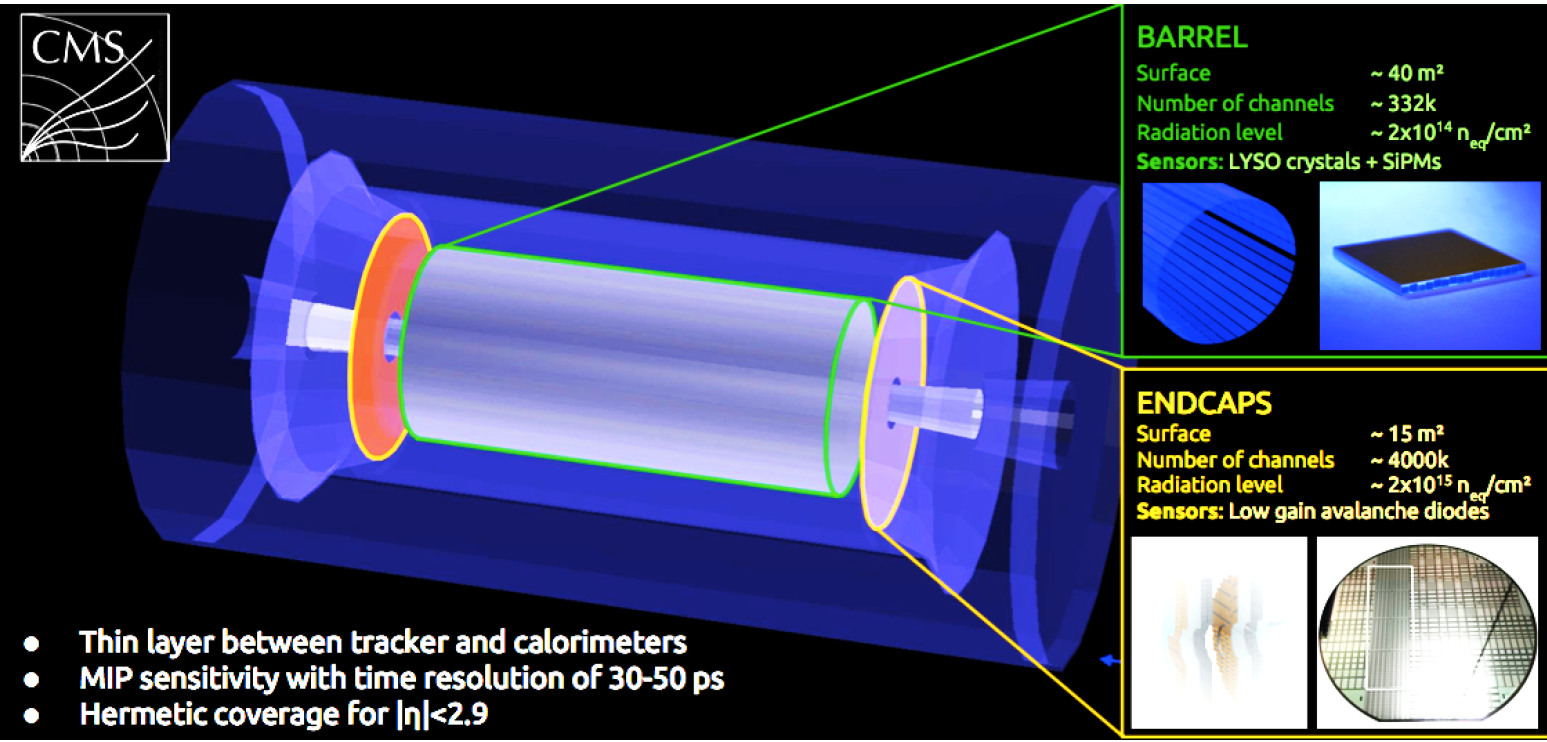 CMS
BARREL
Surface ~ 40 m²
Number of channels ~ 332k
Radiation level ~ 2x10¹⁴ n_eq/cm²
Sensors: LYSO crystals + SiPMs
ENDCAPS
Surface ~ 15 m²
Number of channels ~ 4000k
Radiation level ~ 2x10¹⁵ n_eq/cm²
Sensors: Low gain avalanche diodes
● Thin layer between tracker and calorimeters
● MIP sensitivity with time resolution of 30-50 ps
● Hermetic coverage for |η|<2.9